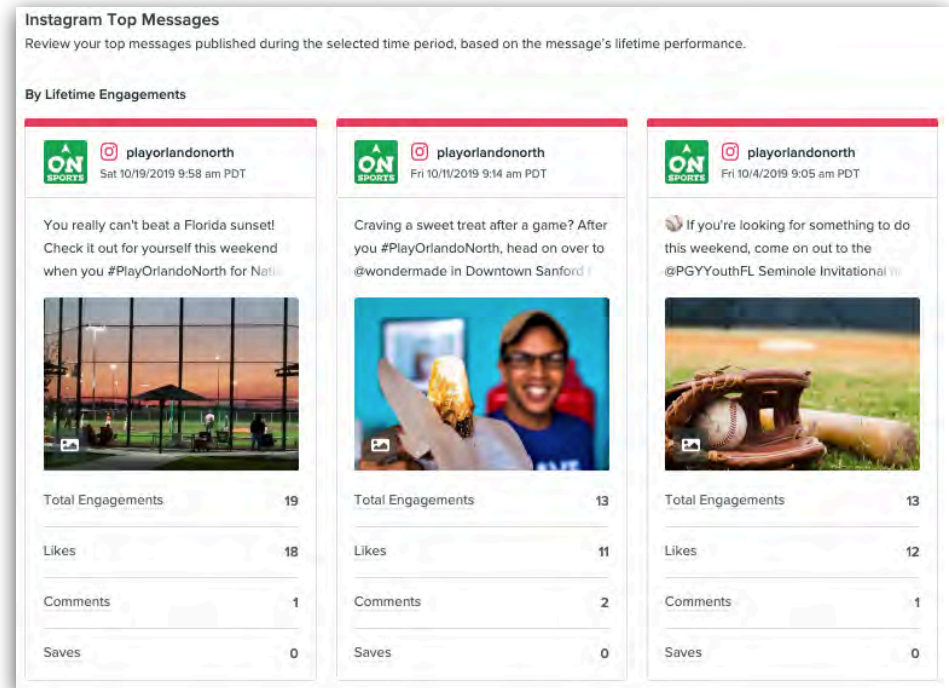 Instagram Top Messages
Review your top messages published during the selected time period, based on the message's lifetime performance.
By Lifetime Engagements
ON
SPORTS
playorlandonorth
Sat 10/19/2019 9:58 am PDT
You really can't beat a Florida sunset!
Check it out for yourself this weekend
when you #PlayOrlandoNorth for
Total Engagements 19
Likes 18
Comments 1
Saves 0
ON
SPORTS
playorlandonorth
Fri 10/11/2019 9:14 am PDT
Craving a sweet treat after a game? After
you #PlayOrlandoNorth, head on over to
@wondermade in Downtown Sanford
Total Engagements 13
Likes 11
Comments 2
Saves 0
ON
SPORTS
playorlandonorth
Fri 10/4/2019 9:05 am PDT
⚾ If you're looking for something to do
this weekend, come on out to the
@PGYYouthFL Seminole Invitational
Total Engagements 13
Likes 12
Comments 1
Saves 0